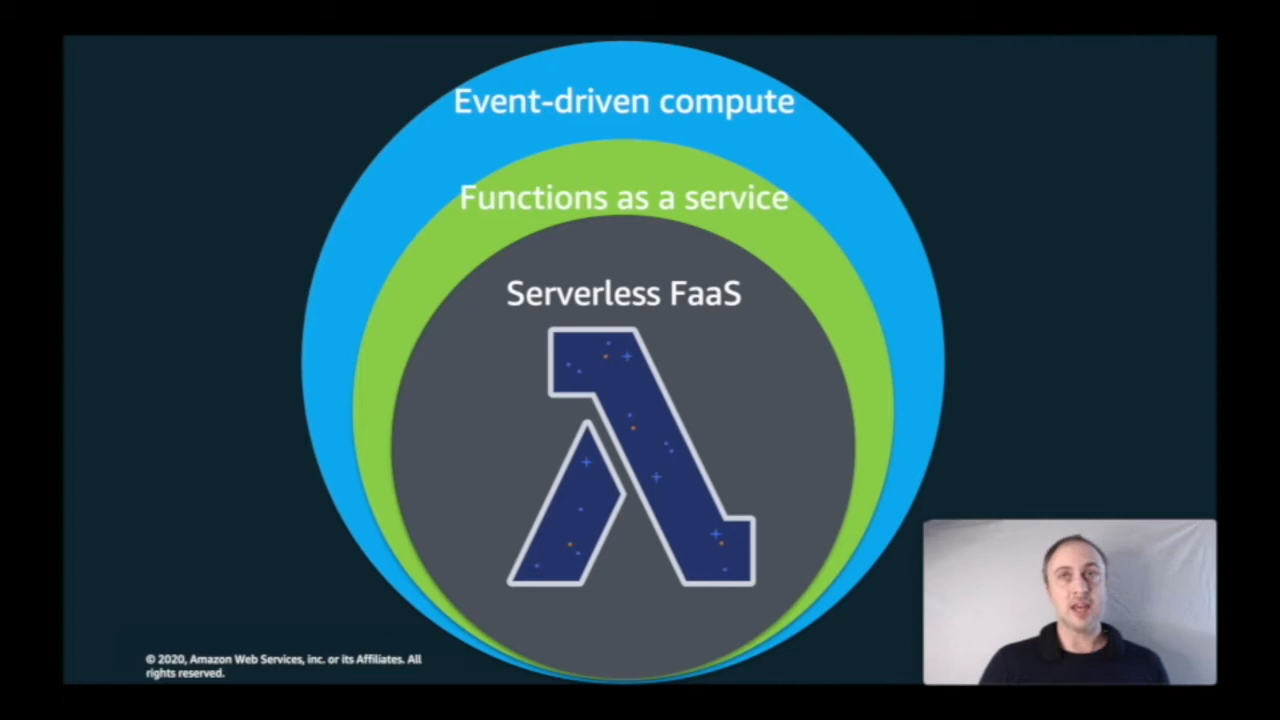 Event-driven compute
Functions as a service
Serverless FaaS
© 2020, Amazon Web Services, inc. or its Affiliates. All
rights reserved.